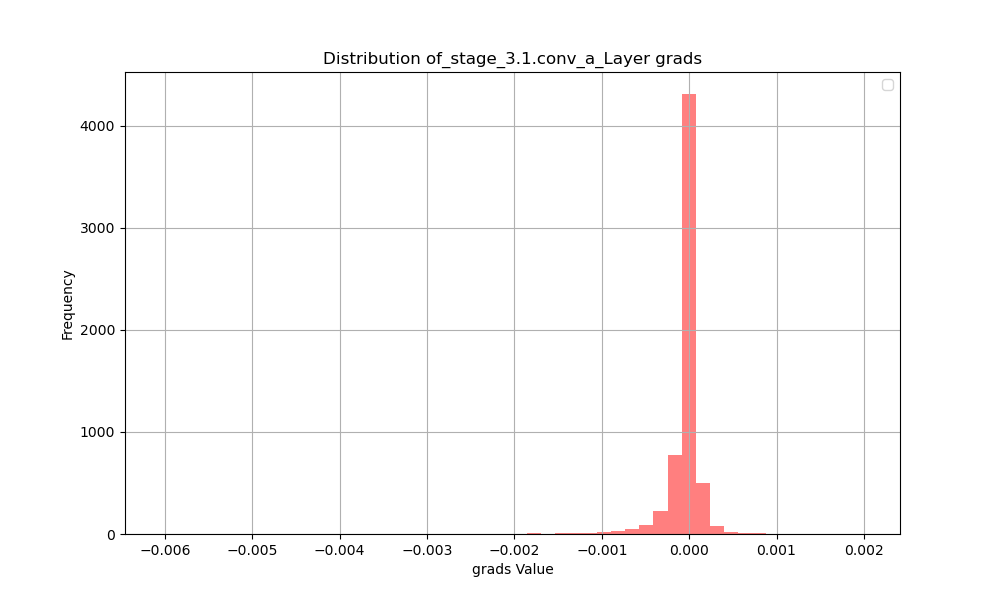 Distribution of_stage_3.1.conv_a_Layer grads
Frequency
4000
3000
2000
1000
0
−0.006 −0.005 −0.004 −0.003 −0.002 −0.001 0.000 0.001 0.002
grads Value